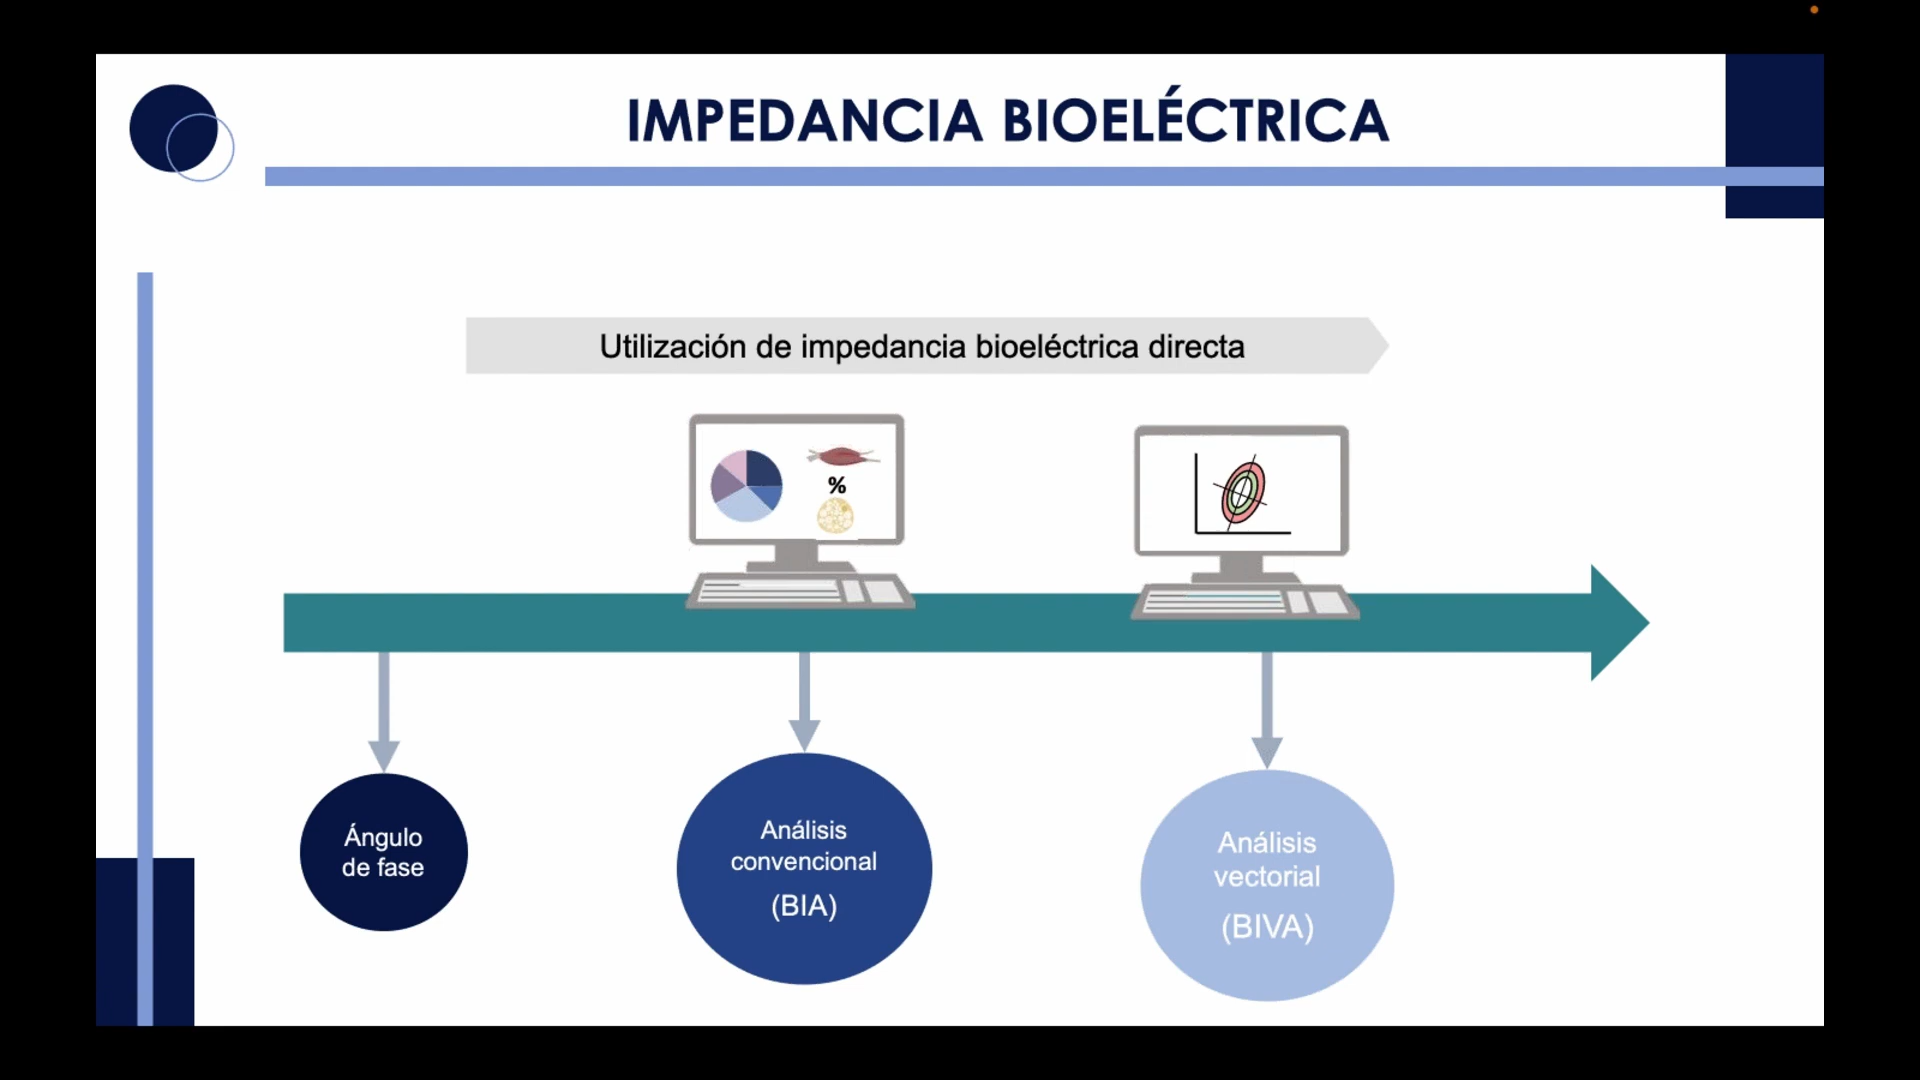 IMPEDANCIA BIOELÉCTRICA
Utilización de impedancia bioeléctrica directa
%
Ángulo
de fase
Análisis
convencional
(BIA)
Análisis
vectorial
(BIVA)